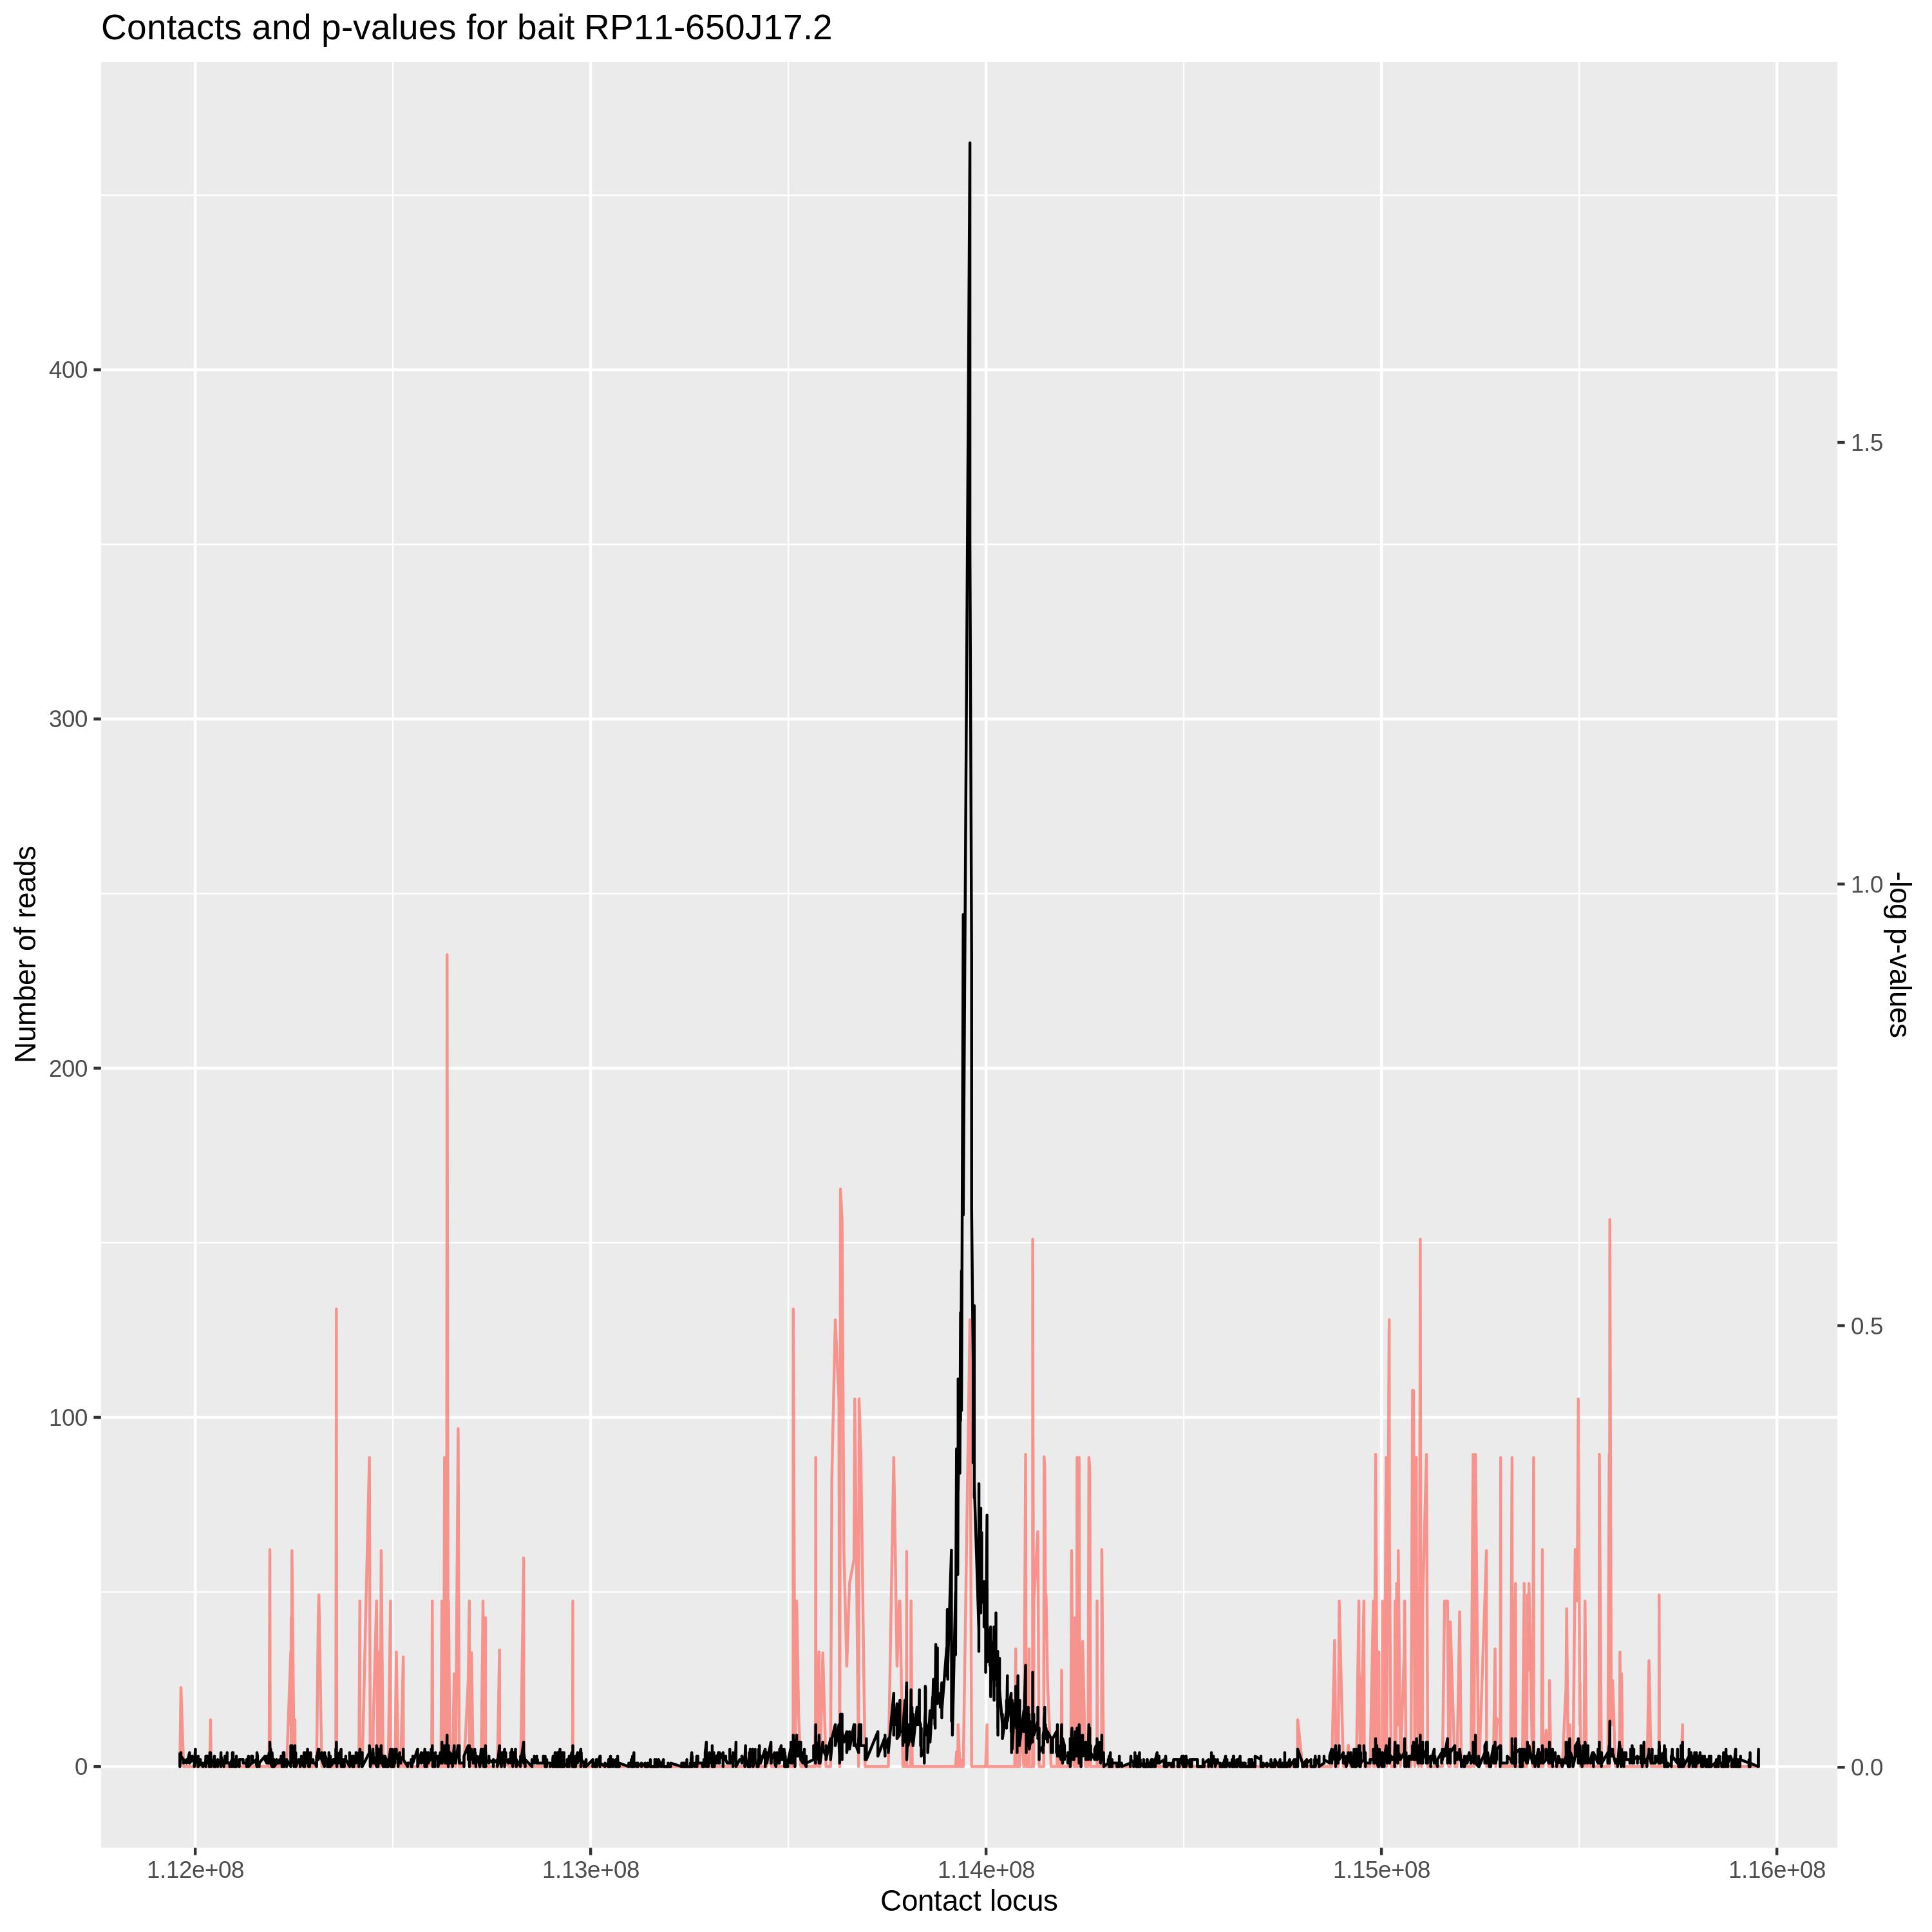 Contacts and p-values for bait RP11-650J17.2
Number of reads
400
300
200
100
0
1.5
1.0
0.5
0.0
-log p-values
1.12e+08
1.13e+08
1.14e+08
1.15e+08
1.16e+08
Contact locus